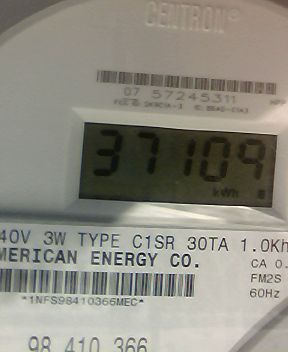 CENTRON®
07 57245311
37109
kWh
40V 3W TYPE C1SR 30TA 1.0Kh
MERICAN ENERGY CO.
CA 0.
FM2S
60Hz
*1NFS98410366MEC*
98 410 366